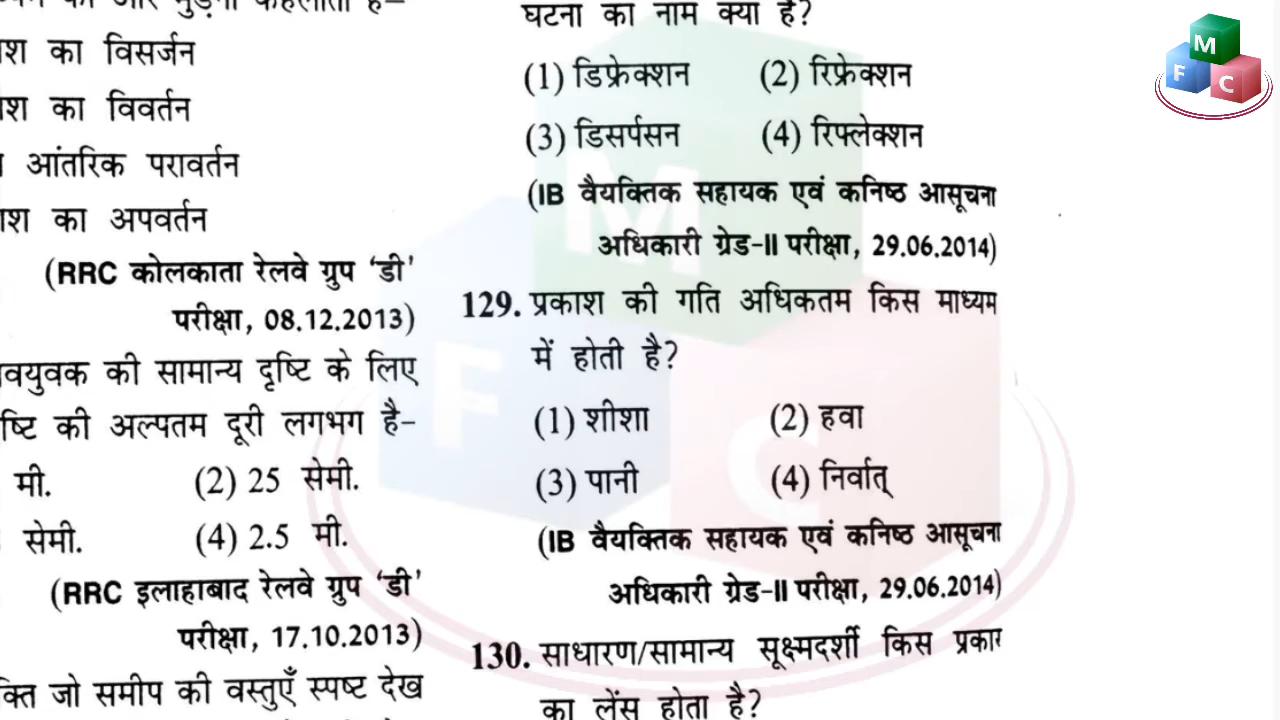 का विसर्जन
का विवर्तन
आंतरिक परावर्तन
का अपवर्तन
(RRC कोलकाता रेलवे ग्रुप ‘डी’
परीक्षा, 08.12.2013)
की सामान्य दृष्टि के लिए
की अल्पतम दूरी लगभग है–
मी. (2) 25 सेमी.
सेमी. (4) 2.5 मी.
(RRC इलाहाबाद रेलवे ग्रुप ‘डी’
परीक्षा, 17.10.2013)
जो समीप की वस्तुएँ स्पष्ट देख
घटना का नाम क्या है?
(1) डिफ्रेक्शन (2) रिफ्रेक्शन
(3) डिसर्पसन (4) रिफ्लेक्शन
(IB वैयक्तिक सहायक एवं कनिष्ठ आसूचना
अधिकारी ग्रेड-II परीक्षा, 29.06.2014)
129. प्रकाश की गति अधिकतम किस माध्यम
में होती है?
(1) शीशा (2) हवा
(3) पानी (4) निर्वात्
(IB वैयक्तिक सहायक एवं कनिष्ठ आसूचना
अधिकारी ग्रेड-II परीक्षा, 29.06.2014)
130. साधारण/सामान्य सूक्ष्मदर्शी किस प्रकार
का लेंस होता है?
M
F C
M
F C